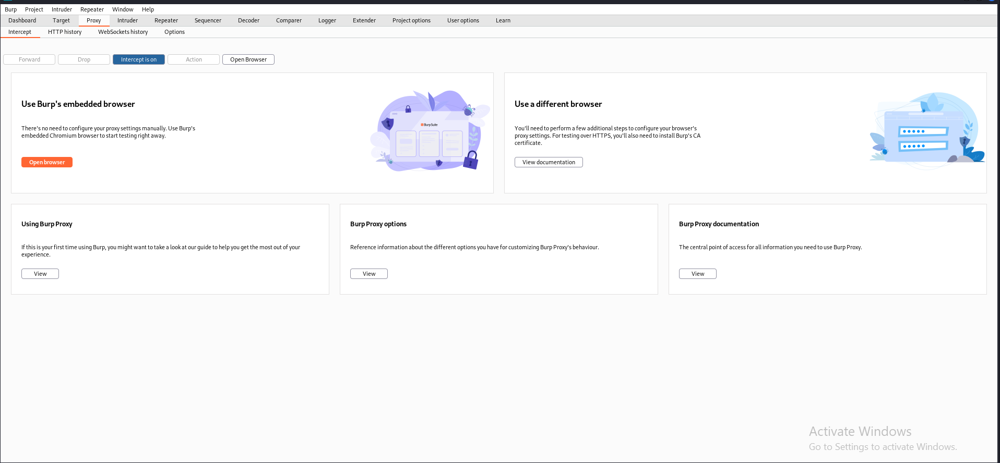 Burp Project Intruder Repeater Window Help
Dashboard Target Proxy Intruder Repeater Sequencer Decoder Comparer Logger Extender Project options User options Learn
Intercept HTTP history WebSockets history Options
Forward Drop Intercept is on Action Open Browser
Use Burp's embedded browser
There's no need to configure your proxy settings manually. Use Burp's
embedded Chromium browser to start testing right away.
Open browser
BurpSuite
Use a different browser
You'll need to perform a few additional steps to configure your browser's
proxy settings. For testing over HTTPS, you'll also need to install Burp's CA
certificate.
View documentation
Using Burp Proxy
If this is your first time using Burp, you might want to take a look at our guide to help you get the most out of your
experience.
View
Burp Proxy options
Reference information about the different options you have for customizing Burp Proxy's behaviour.
View
Burp Proxy documentation
The central point of access for all information you need to use Burp Proxy.
View
Activate Windows
Go to Settings to activate Windows.